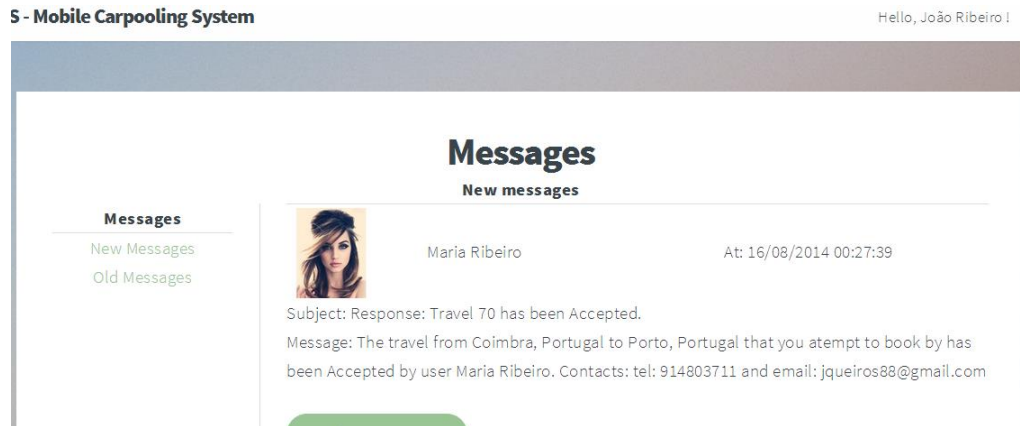 S - Mobile Carpooling System
Hello, João Ribeiro !
Messages
New messages
Messages
New Messages
Old Messages
Maria Ribeiro
At: 16/08/2014 00:27:39
Subject: Response: Travel 70 has been Accepted.
Message: The travel from Coimbra, Portugal to Porto, Portugal that you atempt to book by has
been Accepted by user Maria Ribeiro. Contacts: tel: 914803711 and email: jqueiros88@gmail.com